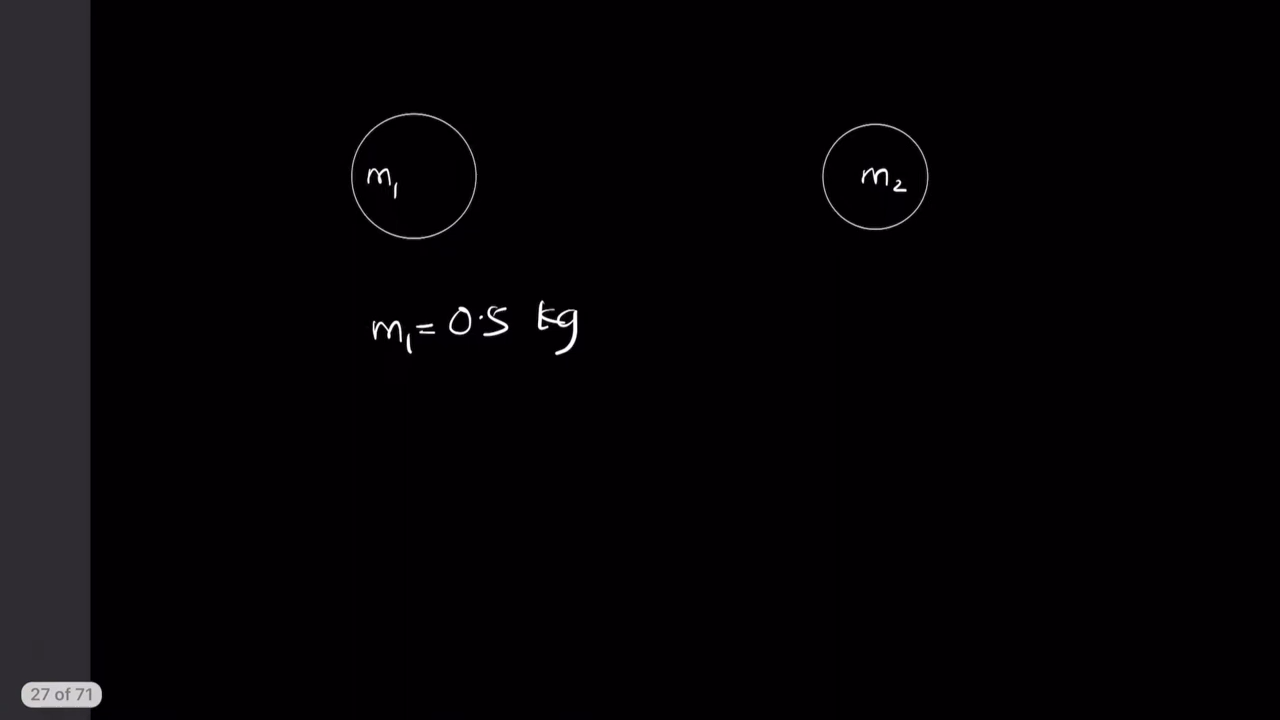 m₁
m₂
m₁ = 0.5 kg
27 of 71